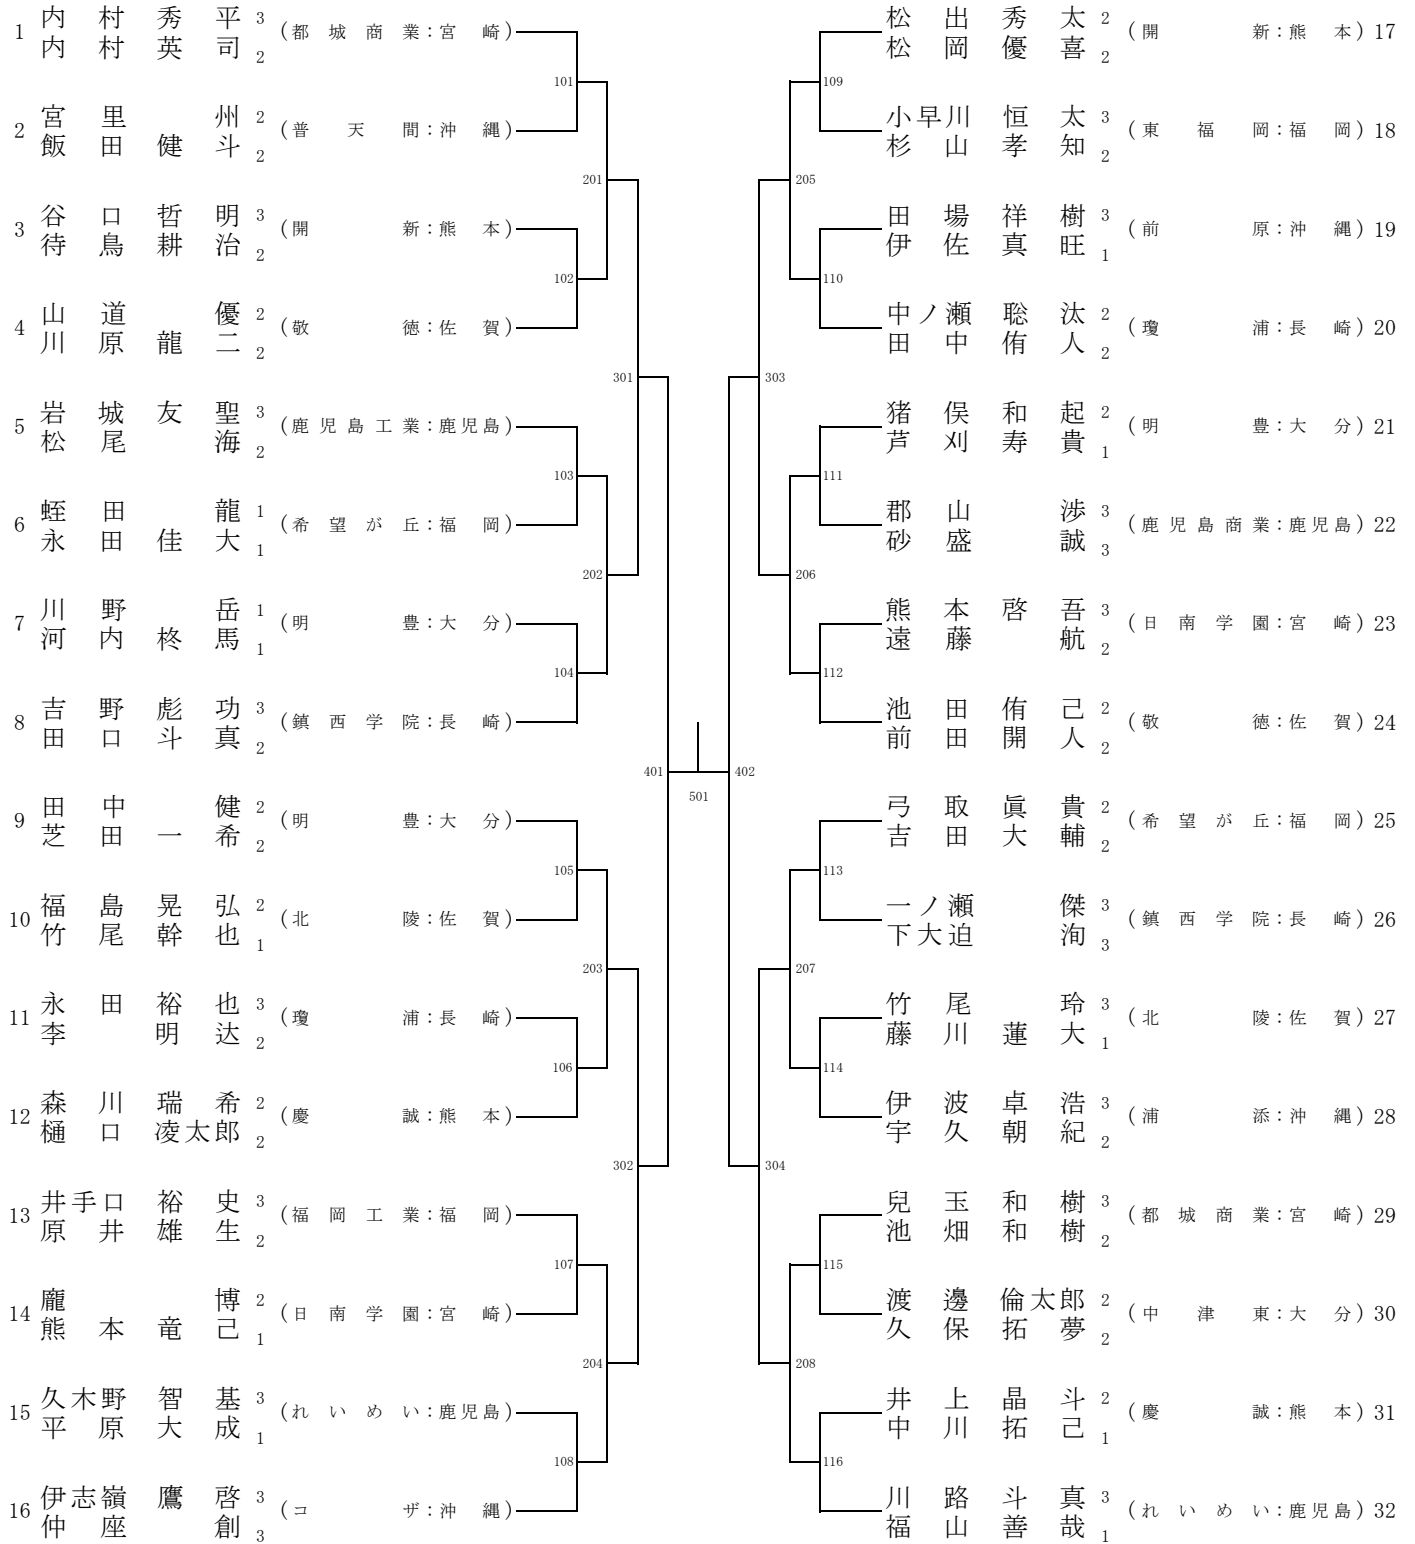 1 内村秀平 3 (都城商業:宮崎)
内村英司 2
101
2 宮里州 2 (普天間:沖縄)
飯田健斗 2
201
3 谷口哲明 3 (開新:熊本)
待鳥耕治 2
102
4 山道優 2 (敬徳:佐賀)
川原龍二 2
301
5 岩城友聖 3 (鹿児島工業:鹿児島)
松尾海 2
103
6 蛭田龍 1 (希望が丘:福岡)
永田佳大 1
202
7 川野岳 1 (明豊:大分)
河内柊馬 1
104
8 吉野彪功 3 (鎮西学院:長崎)
田口斗真 2
401
9 田中健 2 (明豊:大分)
芝田一希 2
105
10 福島晃弘 2 (北陵:佐賀)
竹尾幹也 1
203
11 永田裕也 3 (瓊浦:長崎)
李明达 2
106
12 森川瑞希 2 (慶誠:熊本)
樋口凌太郎 2
302
13 井手口裕史 3 (福岡工業:福岡)
原井雄生 2
107
14 龐博 2 (日南学園:宮崎)
熊本竜己 1
204
15 久木野智基 3 (れいめい:鹿児島)
平原大成 1
108
16 伊志嶺鷹啓 3 (コザ:沖縄)
仲座創 3
501
松出秀太 2 (開新:熊本) 17
松岡優喜 2
109
小早川恒太 3 (東福岡:福岡) 18
杉山孝知 2
205
田場祥樹 3 (前原:沖縄) 19
伊佐真旺 1
110
中ノ瀬聡汰 2 (瓊浦:長崎) 20
田中侑人 2
303
猪俣和起 2 (明豊:大分) 21
芦刈寿貴 1
111
郡山渉 3 (鹿児島商業:鹿児島) 22
砂盛誠 3
206
熊本啓吾 3 (日南学園:宮崎) 23
遠藤航 2
112
池田侑己 2 (敬徳:佐賀) 24
前田開人 2
402
弓取眞貴 2 (希望が丘:福岡) 25
吉田大輔 2
113
一ノ瀬傑 3 (鎮西学院:長崎) 26
下大迫洵 3
207
竹尾玲 3 (北陵:佐賀) 27
藤川蓮大 1
114
伊波卓浩 3 (浦添:沖縄) 28
宇久朝紀 2
304
兒玉和樹 3 (都城商業:宮崎) 29
池畑和樹 2
115
渡邊倫太郎 2 (中津東:大分) 30
久保拓夢 2
208
井上晶斗 2 (慶誠:熊本) 31
中川拓己 1
116
川路斗真 3 (れいめい:鹿児島) 32
福山善哉 1